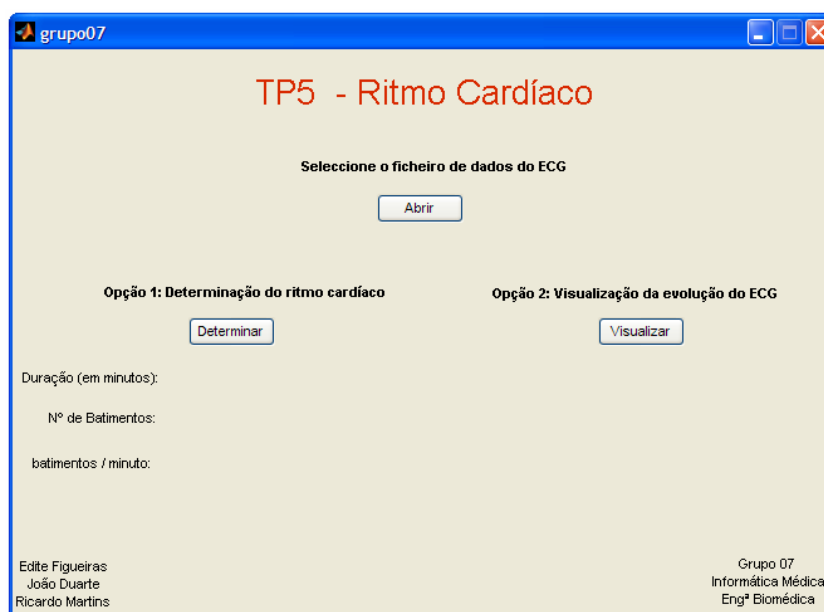 grupo07
TP5 - Ritmo Cardíaco
Seleccione o ficheiro de dados do ECG
Abrir
Opção 1: Determinação do ritmo cardíaco
Determinar
Opção 2: Visualização da evolução do ECG
Visualizar
Duração (em minutos):
Nº de Batimentos:
batimentos / minuto:
Edite Figueiras
João Duarte
Ricardo Martins
Grupo 07
Informática Médica
Engª Biomédica